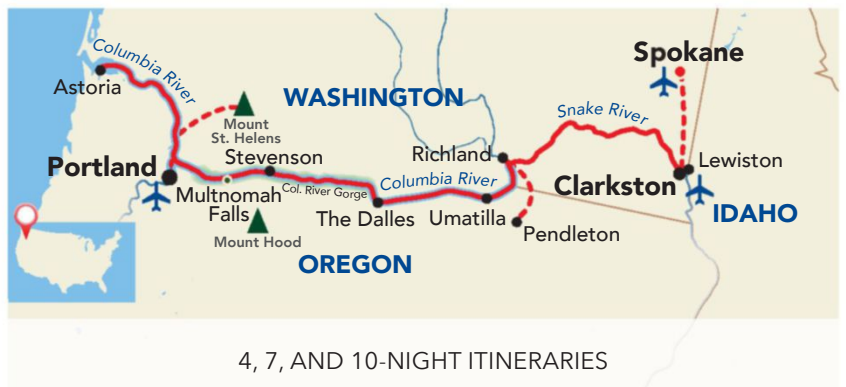 Spokane
Columbia River
Astoria
WASHINGTON
Snake River
Mount
St. Helens
Stevenson
Richland
Lewiston
Portland
Columbia River
Clarkston
Multnomah
Falls
Col. River Gorge
The Dalles
Umatilla
IDAHO
Mount Hood
Pendleton
OREGON
4, 7, AND 10-NIGHT ITINERARIES